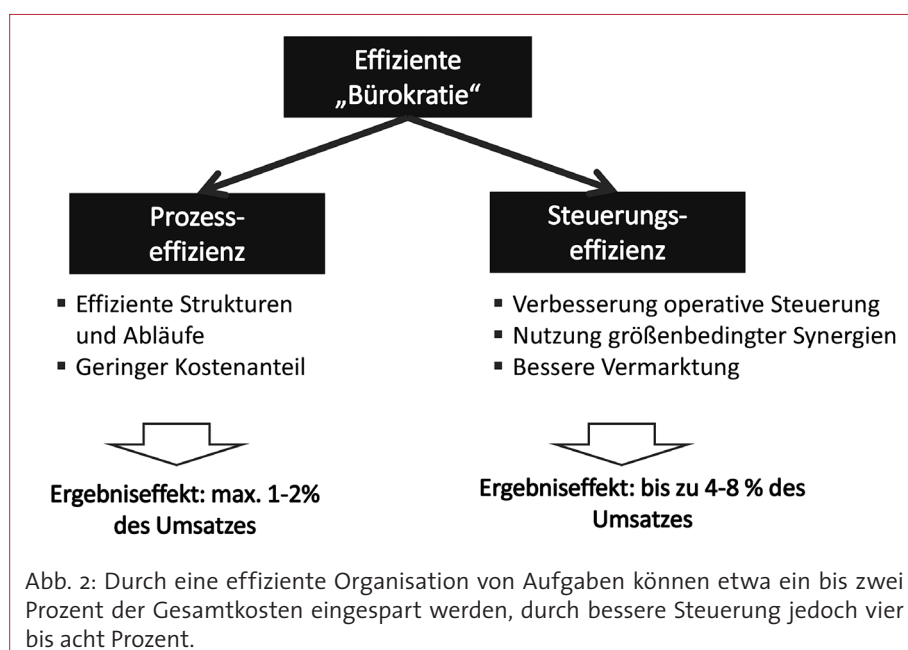 Effiziente
„Bürokratie“
Prozess-
effizienz
▪ Effiziente Strukturen
und Abläufe
▪ Geringer Kostenanteil
Ergebniseffekt: max. 1-2%
des Umsatzes
Steuerungs-
effizienz
▪ Verbesserung operative Steuerung
▪ Nutzung größenbedingter Synergien
▪ Bessere Vermarktung
Ergebniseffekt: bis zu 4-8 % des
Umsatzes
Abb. 2: Durch eine effiziente Organisation von Aufgaben können etwa ein bis zwei
Prozent der Gesamtkosten eingespart werden, durch bessere Steuerung jedoch vier
bis acht Prozent.